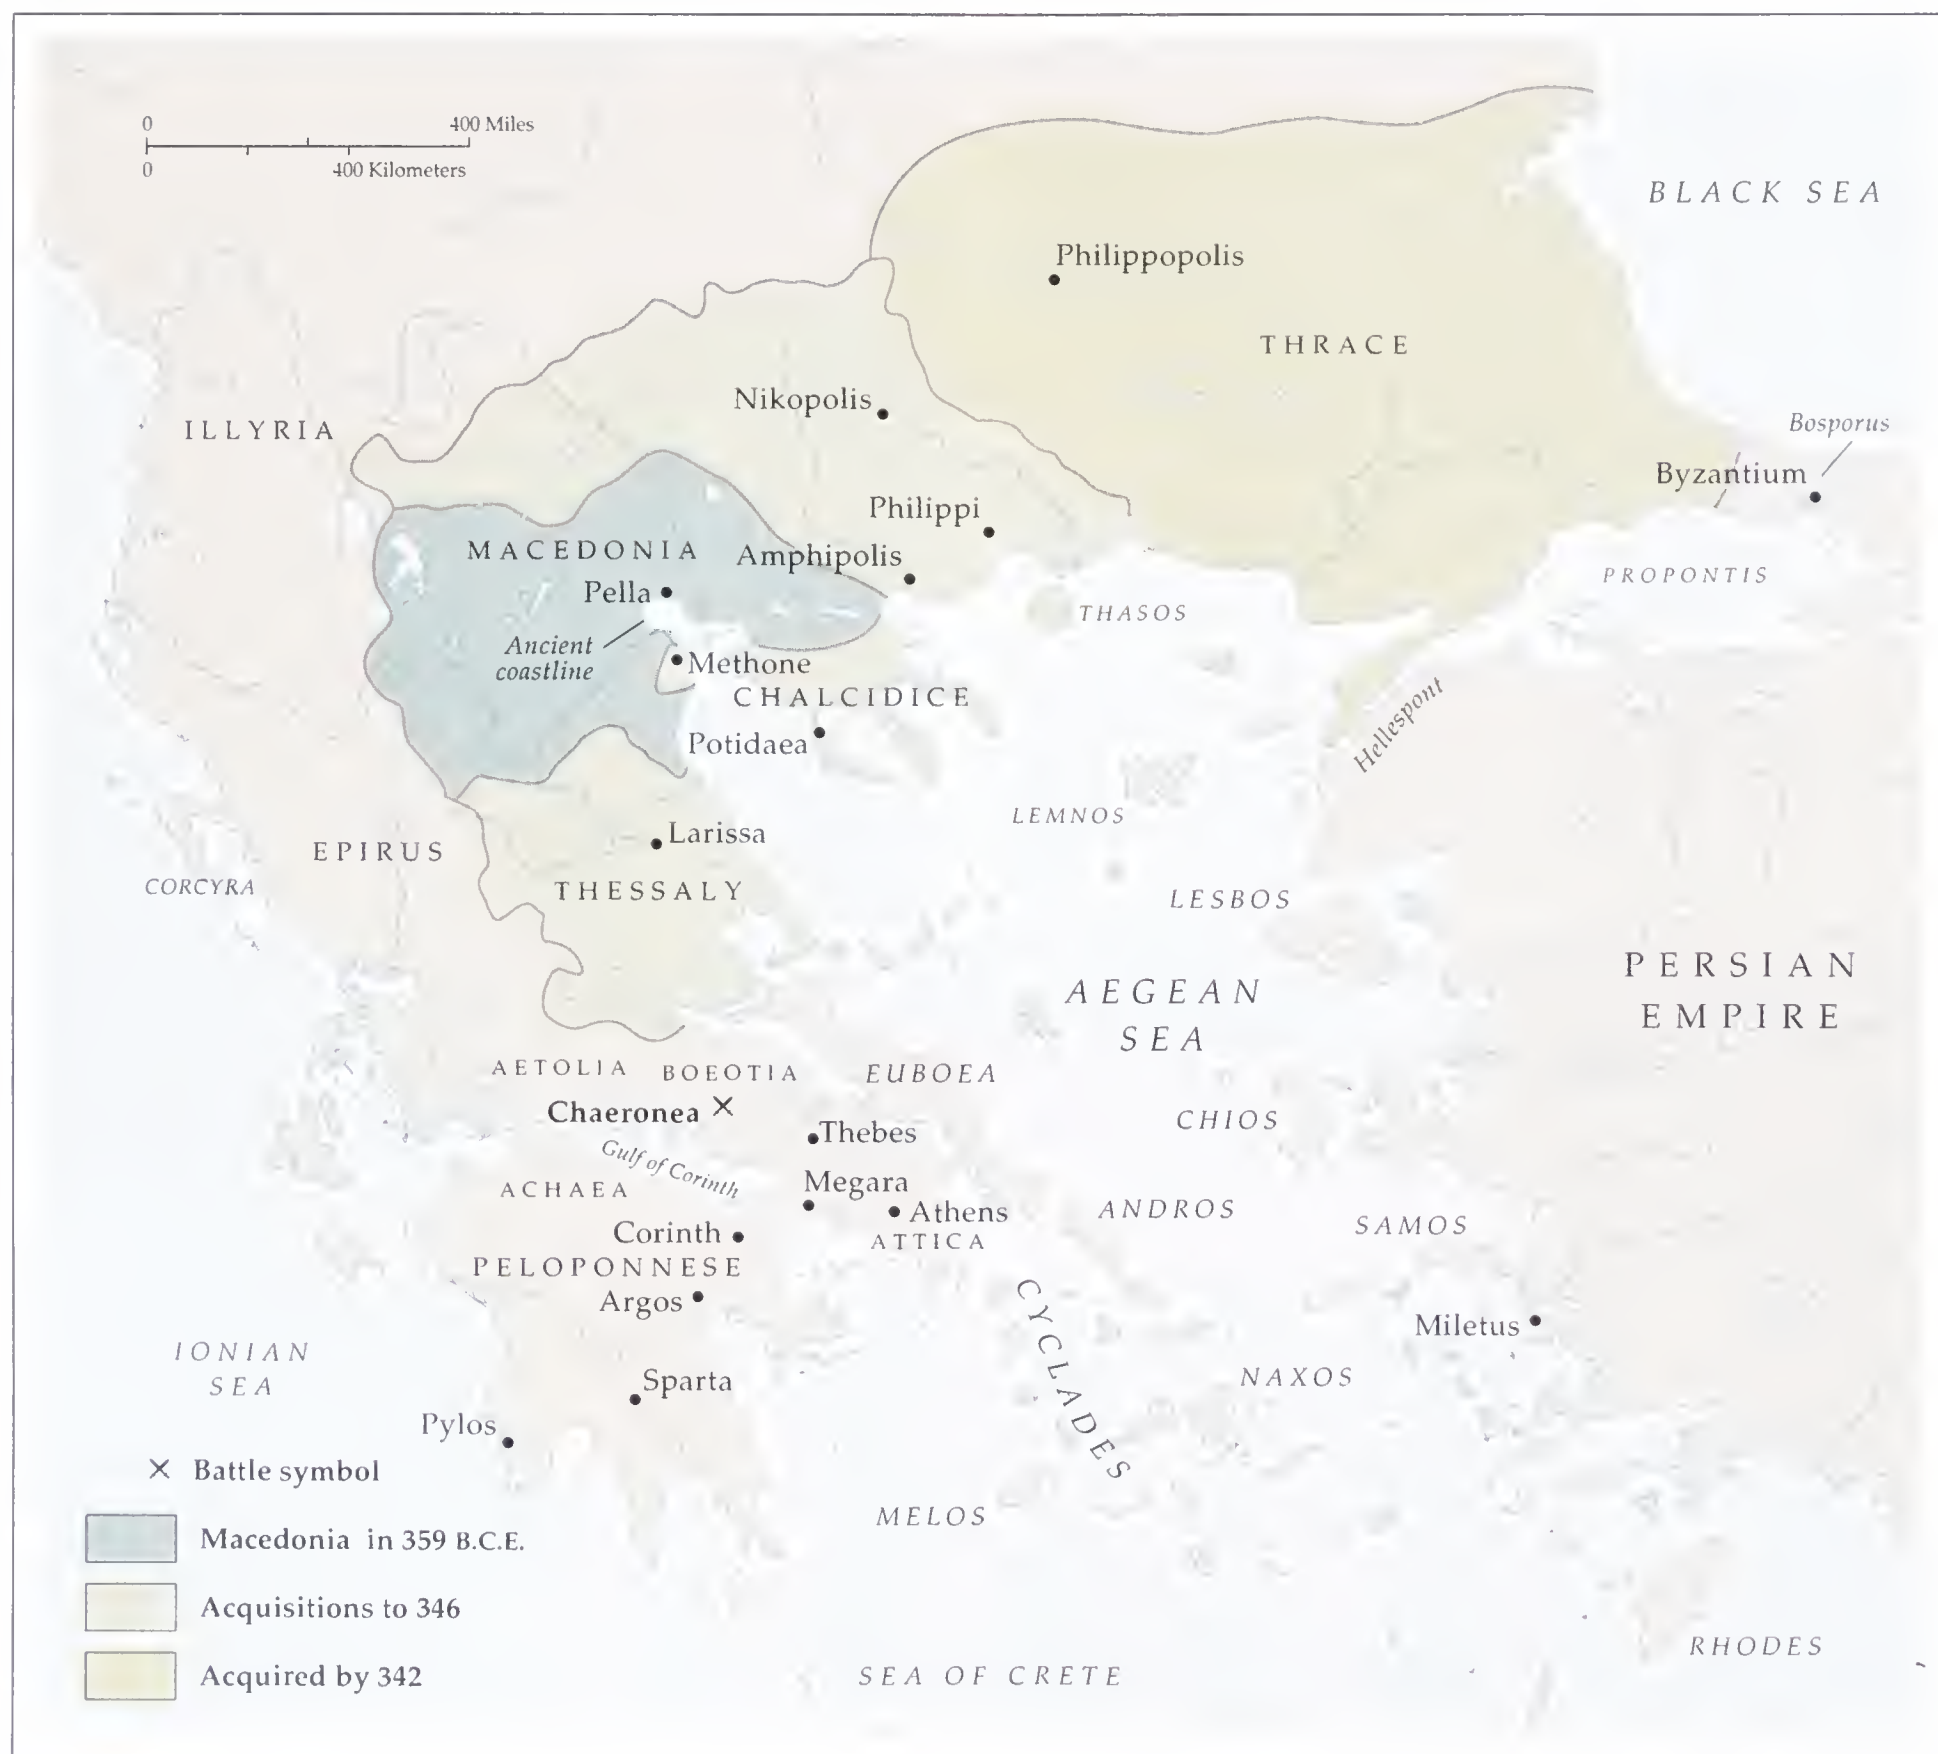 0 400 Miles
0 400 Kilometers
BLACK SEA
Philippopolis
THRACE
Nikopolis
Bosporus
ILLYRIA
Byzantium
Philippi
MACEDONIA
Amphipolis
PROPONTIS
Pella
THASOS
Ancient
coastline
Methone
CHALCIDICE
Hellespont
Potidaea
LEMNOS
Larissa
EPIRUS
CORCYRA
THESSALY
LESBOS
PERSIAN
EMPIRE
AEGEAN
SEA
AETOLIA
BOEOTIA
EUBOEA
Chaeronea
CHIOS
Thebes
Gulf of Corinth
Megara
ACHAEA
ANDROS
Athens
SAMOS
Corinth
ATTICA
PELOPONNESE
Argos
CYCLADES
Miletus
IONIAN
SEA
NAXOS
Sparta
Pylos
Battle symbol
MELOS
Macedonia in 359 B.C.E.
Acquisitions to 346
RHODES
Acquired by 342
SEA OF CRETE